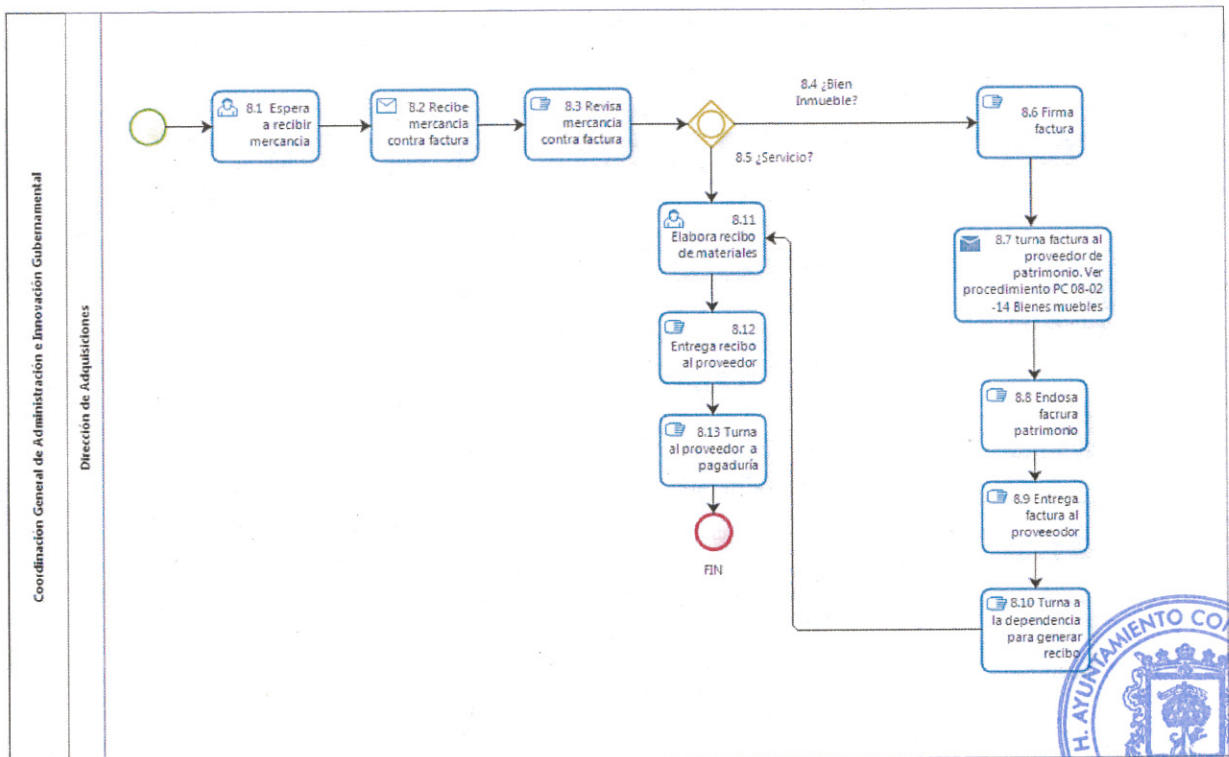 Coordinacion General de Administración e Innovación Gubernamental
Dirección de Adquisiciones
8.1 Espera
a recibir
mercancia
8.2 Recibe
mercancia
contra factura
8.3 Revisa
mercancia
contra factura
8.4 ¿Bien
Inmueble?
8.5 ¿Servicio?
8.6 Firma
factura
8.7 turna factura al
proveedor de
patrimonio. Ver
procedimiento PC 08-02
-14 Bienes muebles
8.8 Endosa
facrura
patrimonio
8.9 Entrega
factura al
proveeodor
8.10 Turna a
la dependencia
para generar
recibo
8.11
Elabora recibo
de materiales
8.12
Entrega recibo
al proveedor
8.13 Turna
al proveedor a
pagaduría
FIN
H. AYUNTAMIENTO CO